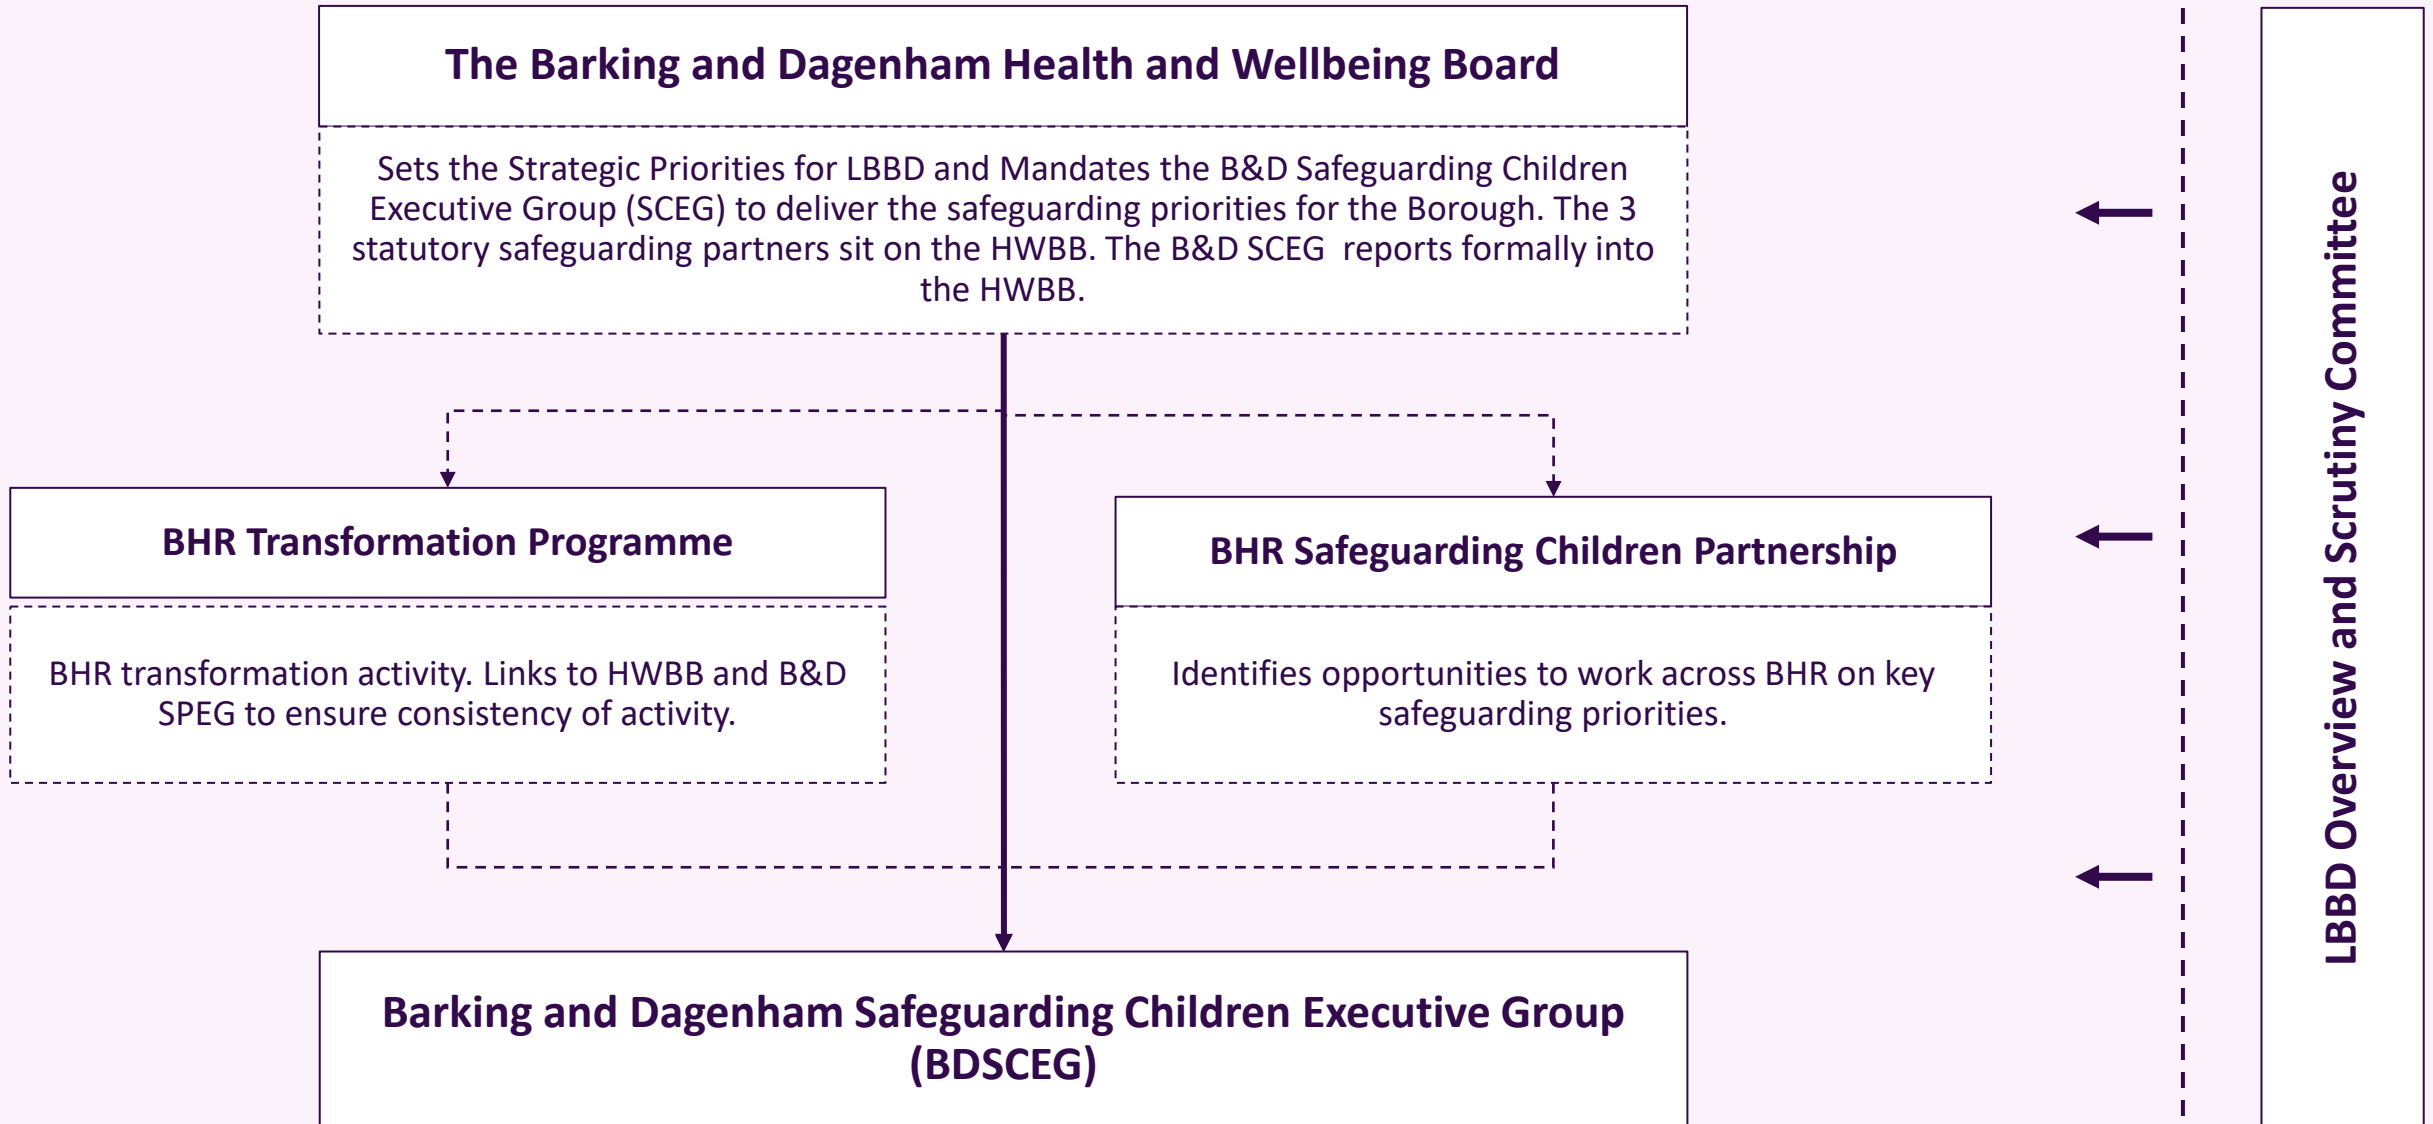 The Barking and Dagenham Health and Wellbeing Board
Sets the Strategic Priorities for LBBD and Mandates the B&D Safeguarding Children
Executive Group (SCEG) to deliver the safeguarding priorities for the Borough. The 3
statutory safeguarding partners sit on the HWBB. The B&D SCEG  reports formally into
the HWBB.
BHR Transformation Programme
BHR transformation activity. Links to HWBB and B&D
SPEG to ensure consistency of activity.
BHR Safeguarding Children Partnership
Identifies opportunities to work across BHR on key
safeguarding priorities.
Barking and Dagenham Safeguarding Children Executive Group
(BDSCEG)
LBBD Overview and Scrutiny Committee